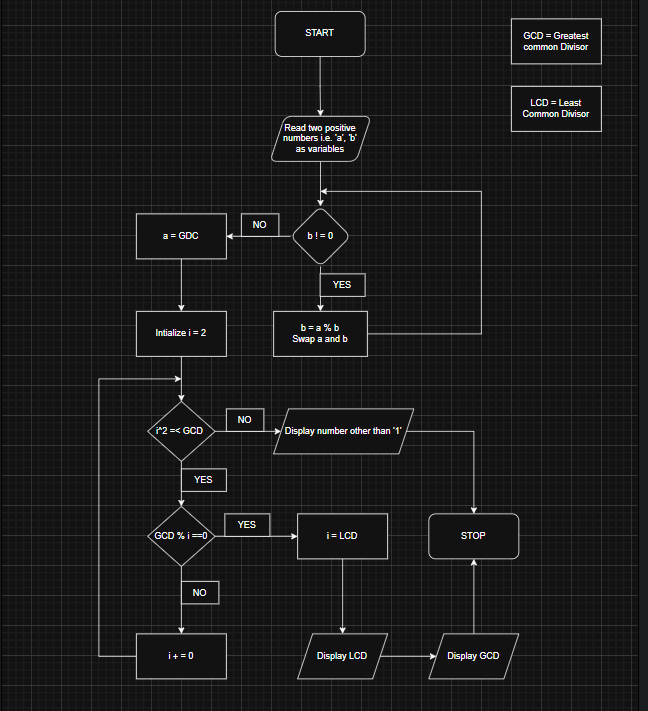 START
GCD = Greatest
common Divisor
LCD = Least
Common Divisor
Read two positive
numbers i.e. 'a', 'b'
as variables
NO
a = GDC
b ! = 0
YES
Intialize i = 2
b = a % b
Swap a and b
NO
i^2 =< GCD
Display number other than '1'
YES
YES
GCD % i ==0
i = LCD
STOP
NO
i + = 0
Display LCD
Display GCD